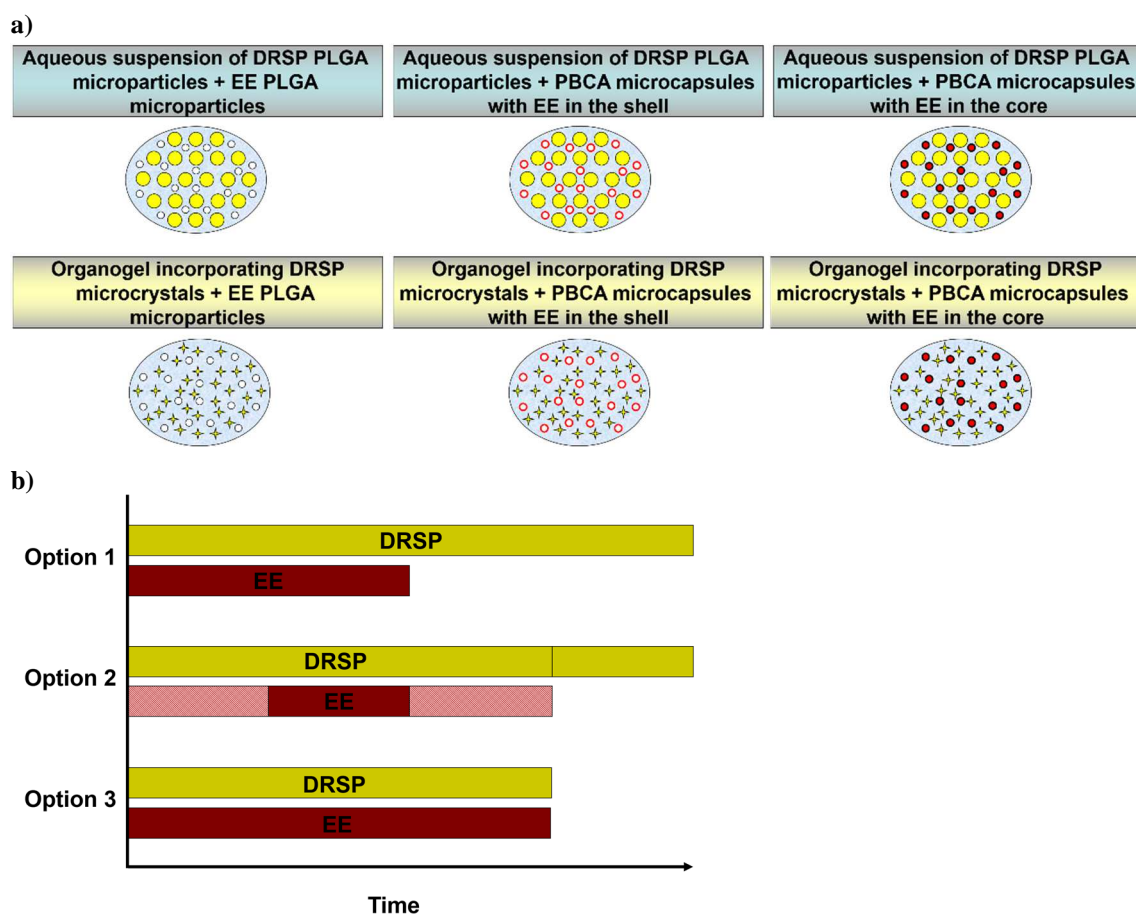 a)
Aqueous suspension of DRSP PLGA
microparticles + EE PLGA
microparticles
Aqueous suspension of DRSP PLGA
microparticles + PBCA microcapsules
with EE in the shell
Aqueous suspension of DRSP PLGA
microparticles + PBCA microcapsules
with EE in the core
Organogel incorporating DRSP
microcrystals + EE PLGA
microparticles
Organogel incorporating DRSP
microcrystals + PBCA microcapsules
with EE in the shell
Organogel incorporating DRSP
microcrystals + PBCA microcapsules
with EE in the core
b)
Option 1
DRSP
EE
Option 2
DRSP
EE
Option 3
DRSP
EE
Time